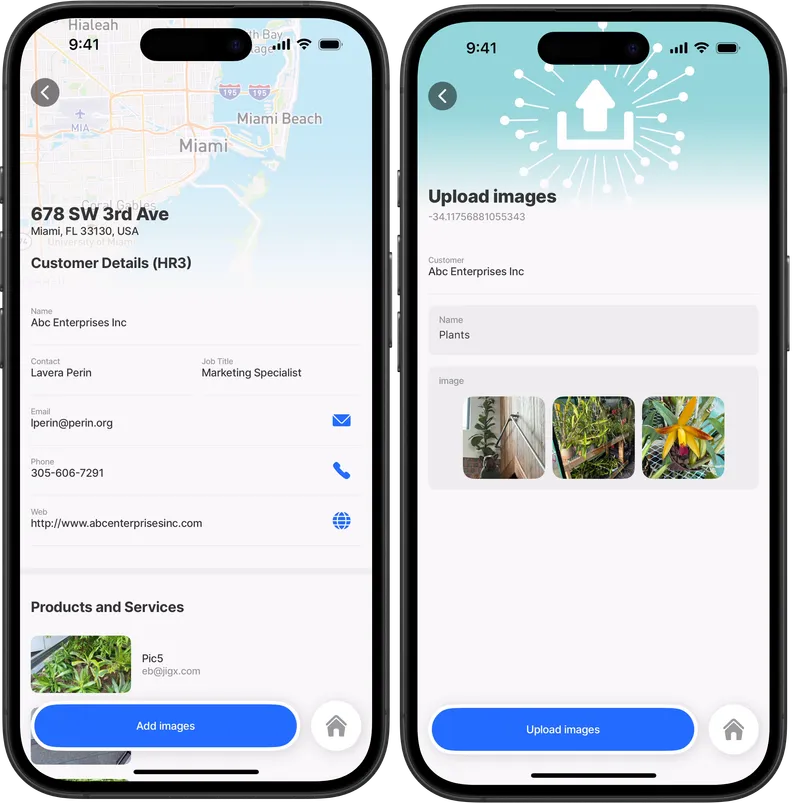 Hialeah
9:41
th Bay
lage
195
195
MIA
Miami Beach
Miami
Coral Gables
678 SW 3rd Ave
Miami, FL 33130, USA
University of Miami
Customer Details (HR3)
Name
Abc Enterprises Inc
Contact
Job Title
Lavera Perin
Marketing Specialist
Email
lperin@perin.org
Phone
305-606-7291
Web
http://www.abcenterprisesinc.com
Products and Services
Pic5
eb@jigx.com
Add images
9:41
Upload images
-34.11756881055343
Customer
Abc Enterprises Inc
Name
Plants
image
Upload images